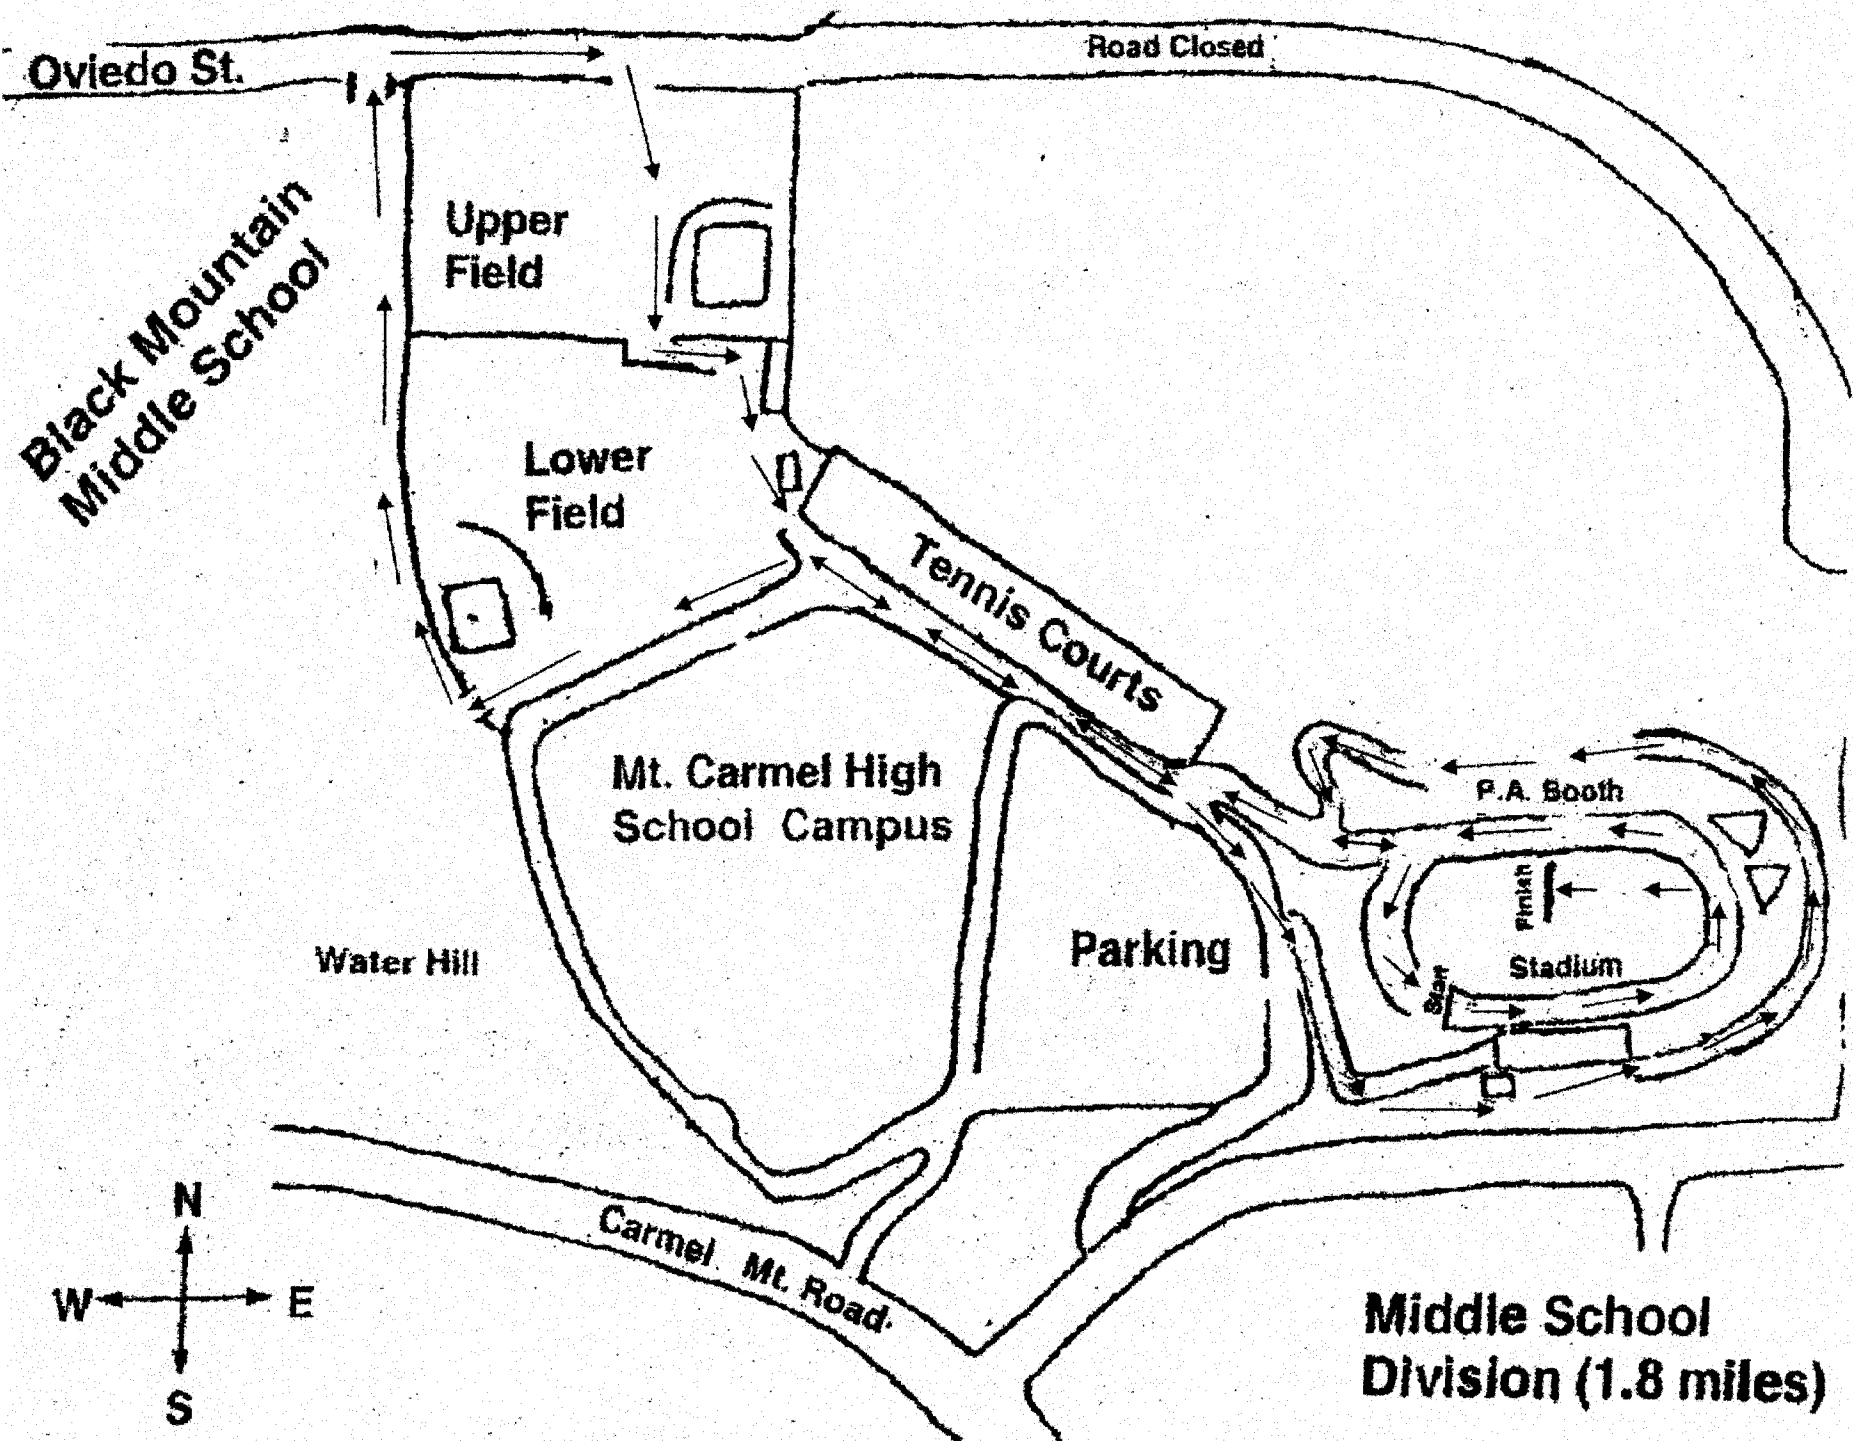 Oviedo St.
Road Closed
Black Mountain
Middle School
Upper
Field
Lower
Field
Tennis Courts
Mt. Carmel High
School Campus
P.A. Booth
Finish
Stadium
Start
Parking
Water Hill
Carmel Mt. Road
N
W E
S
Middle School
Division (1.8 miles)